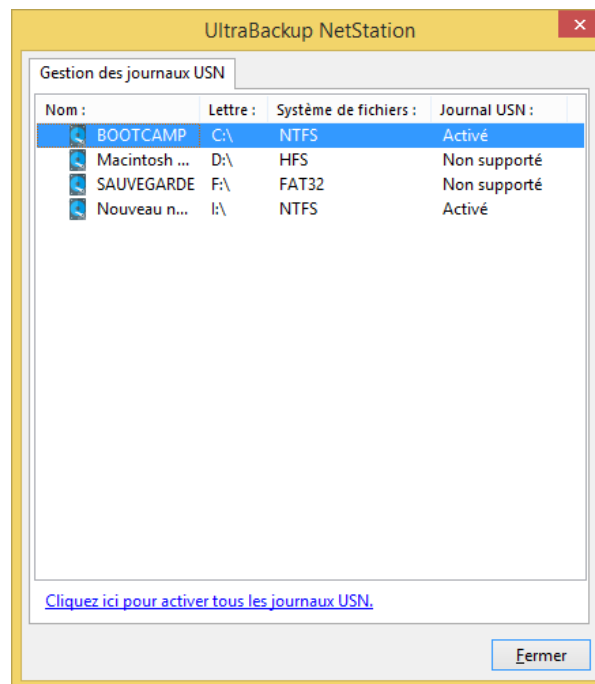 UltraBackup NetStation
Gestion des journaux USN
Nom : Lettre : Système de fichiers : Journal USN :
BOOTCAMP C:\ NTFS Activé
Macintosh ... D:\ HFS Non supporté
SAUVEGARDE F:\ FAT32 Non supporté
Nouveau n... I:\ NTFS Activé
Cliquez ici pour activer tous les journaux USN.
Fermer